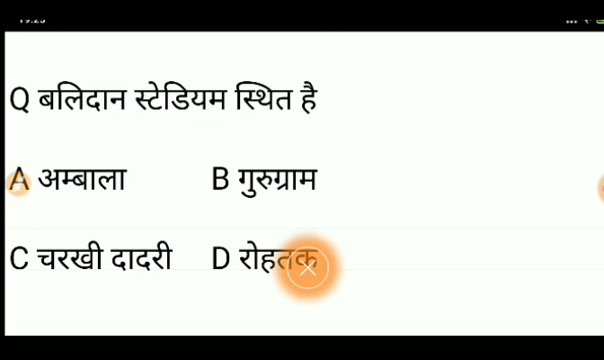 Q बलिदान स्टेडियम स्थित है
A अम्बाला B गुरुग्राम
C चरखी दादरी D रोहतक